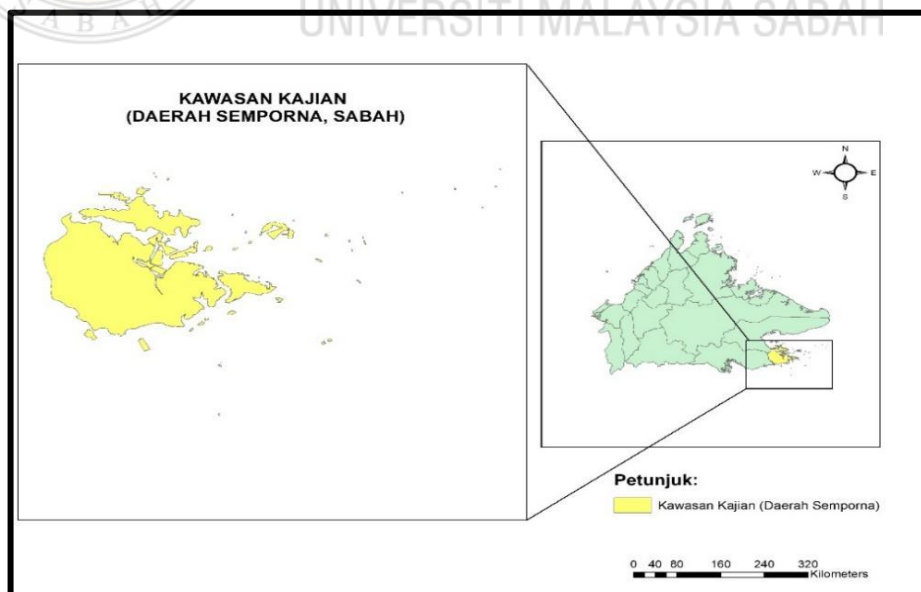 SABAH
UNIVERSITI MALAYSIA SABAH
KAWASAN KAJIAN
(DAERAH SEMPORNA, SABAH)
N
W E
S
Petunjuk:
Kawasan Kajian (Daerah Semporna)
0 40 80 160 240 320
Kilometers